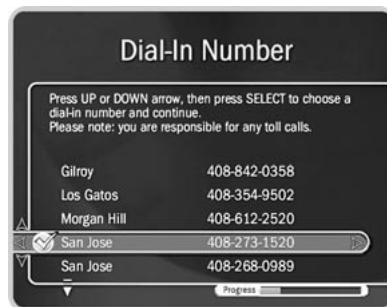 Dial-In Number
Press UP or DOWN arrow, then press SELECT to choose a
dial-in number and continue.
Please note: you are responsible for any toll calls.
Gilroy 408-842-0358
Los Gatos 408-354-9502
Morgan Hill 408-612-2520
San Jose 408-273-1520
San Jose 408-268-0989
Progress